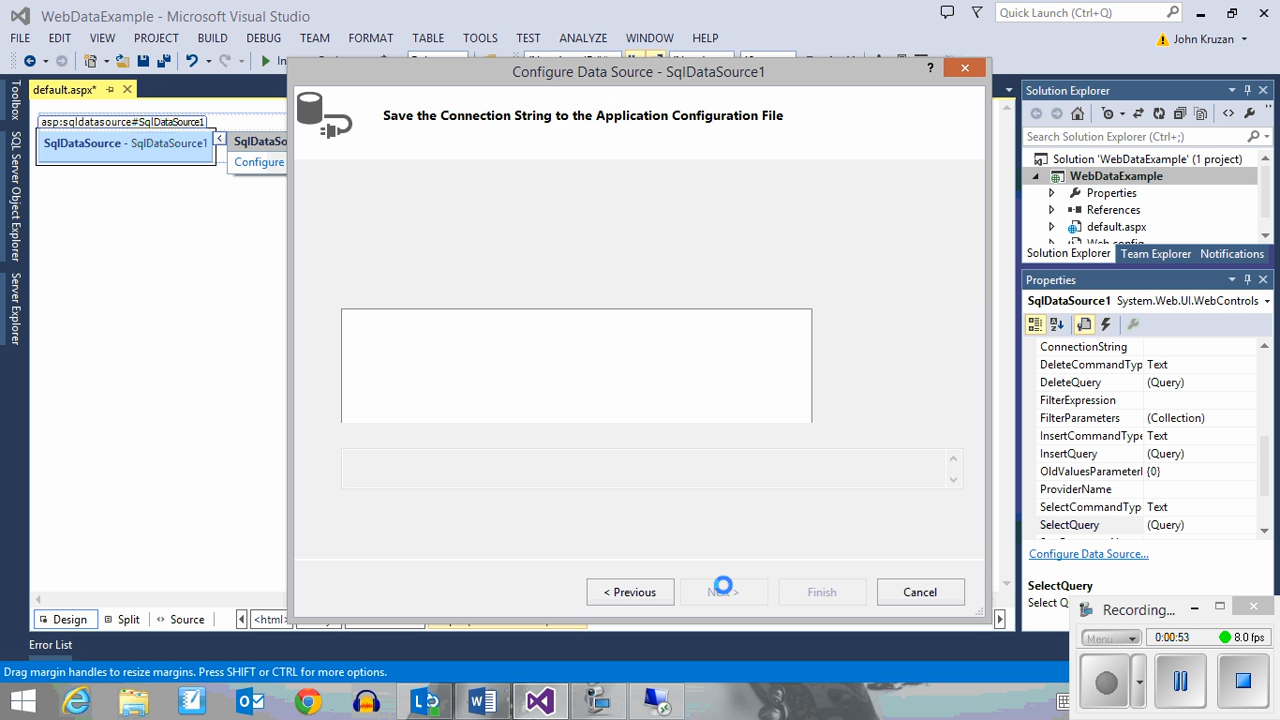 WebDataExample - Microsoft Visual Studio
Quick Launch (Ctrl+Q)
FILE EDIT VIEW PROJECT BUILD DEBUG TEAM FORMAT TABLE TOOLS TEST ANALYZE WINDOW HELP
John Kruzan
Configure Data Source - SqlDataSource1
?
default.aspx*
Toolbox
SQL Server Object Explorer
Server Explorer
asp:sqldatasource#SqlDataSource1
SqlDataSource - SqlDataSource1
SqlDataSo
Configure
Save the Connection String to the Application Configuration File
< Previous
Finish
Cancel
Solution Explorer
Search Solution Explorer (Ctrl+;)
Solution 'WebDataExample' (1 project)
WebDataExample
Properties
References
default.aspx
Web.config
Solution Explorer Team Explorer Notifications
Properties
SqlDataSource1 System.Web.UI.WebControls
ConnectionString
DeleteCommandTyp Text
DeleteQuery (Query)
FilterExpression
FilterParameters (Collection)
InsertCommandType Text
InsertQuery (Query)
OldValuesParameterI {0}
ProviderName
SelectCommandTyp Text
SelectQuery (Query)
Configure Data Source...
SelectQuery
Select Q
Design Split Source
<html>
Error List
Drag margin handles to resize margins. Press SHIFT or CTRL for more options.
Recording...
Menu
0:00:53
8.0 fps